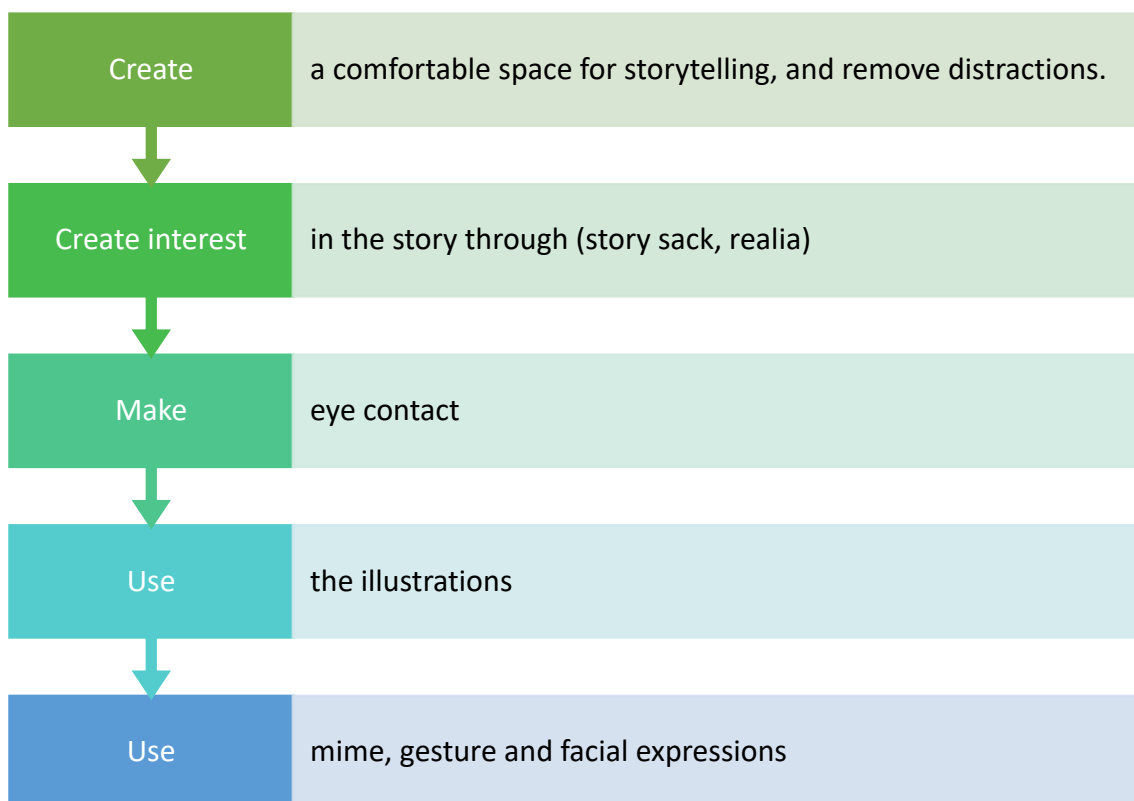 Create a comfortable space for storytelling, and remove distractions.
Create interest in the story through (story sack, realia)
Make eye contact
Use the illustrations
Use mime, gesture and facial expressions